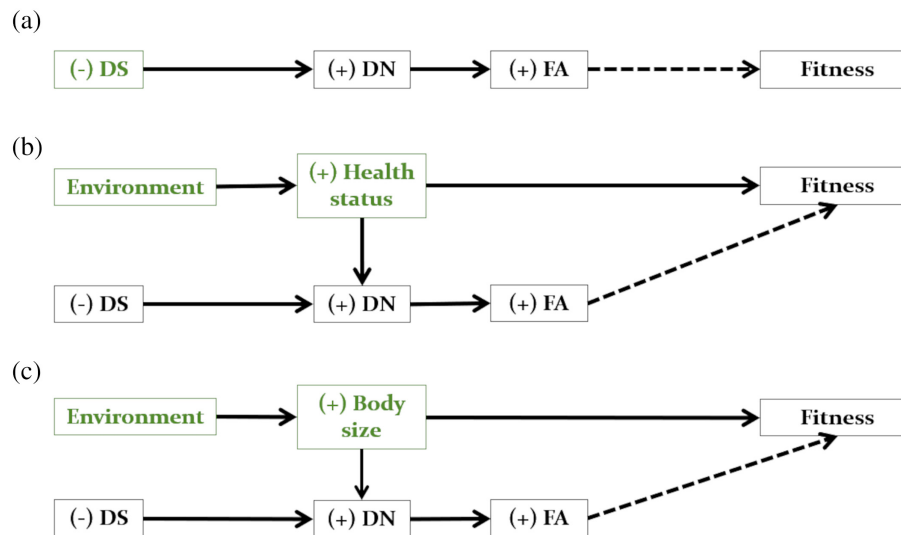 (a)
(-) DS (+) DN (+) FA Fitness
(b)
Environment (+) Health status Fitness
(-) DS (+) DN (+) FA
(c)
Environment (+) Body size Fitness
(-) DS (+) DN (+) FA